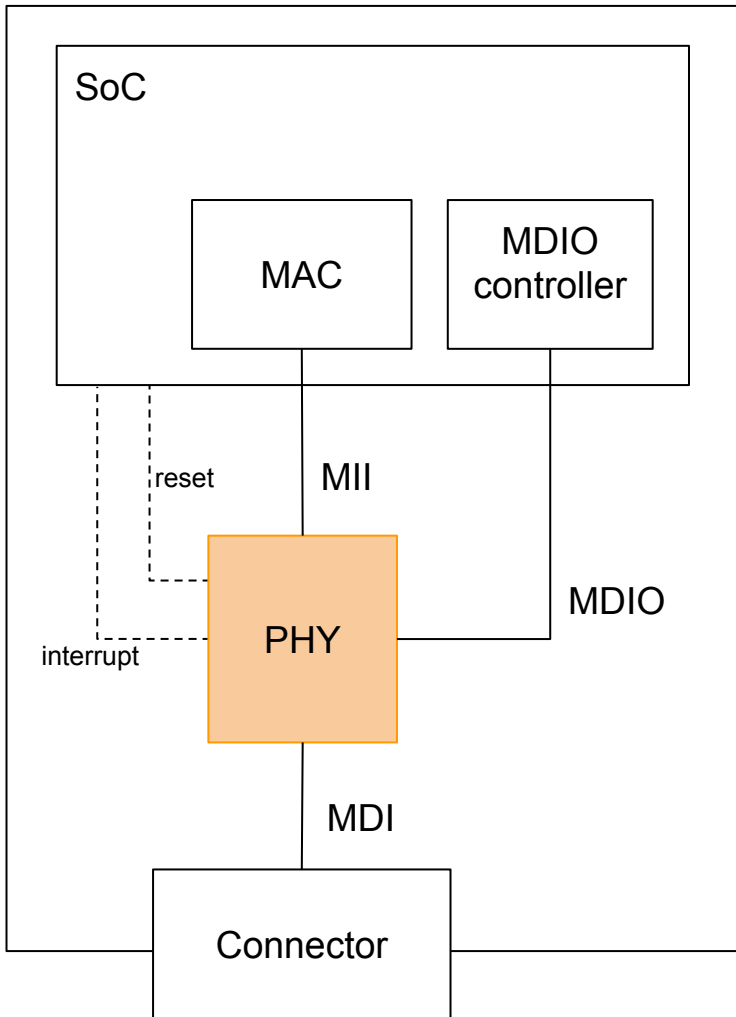 SoC
MAC
MDIO
controller
reset
MII
MDIO
PHY
interrupt
MDI
Connector